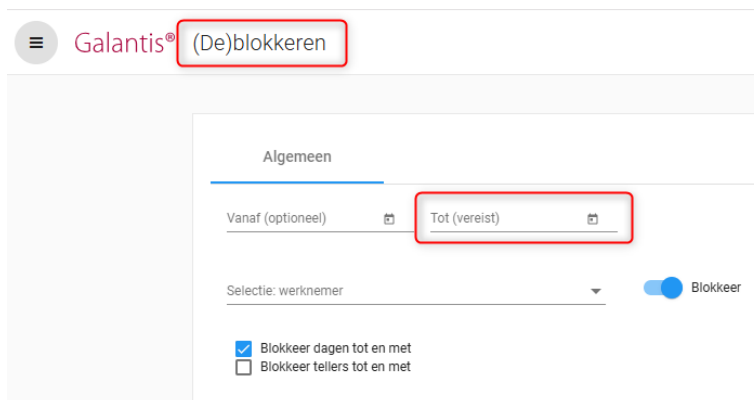 Galantis® (De)blokkeren
Algemeen
Vanaf (optioneel) Tot (vereist)
Selectie: werknemer Blokkeer
Blokkeer dagen tot en met
Blokkeer tellers tot en met